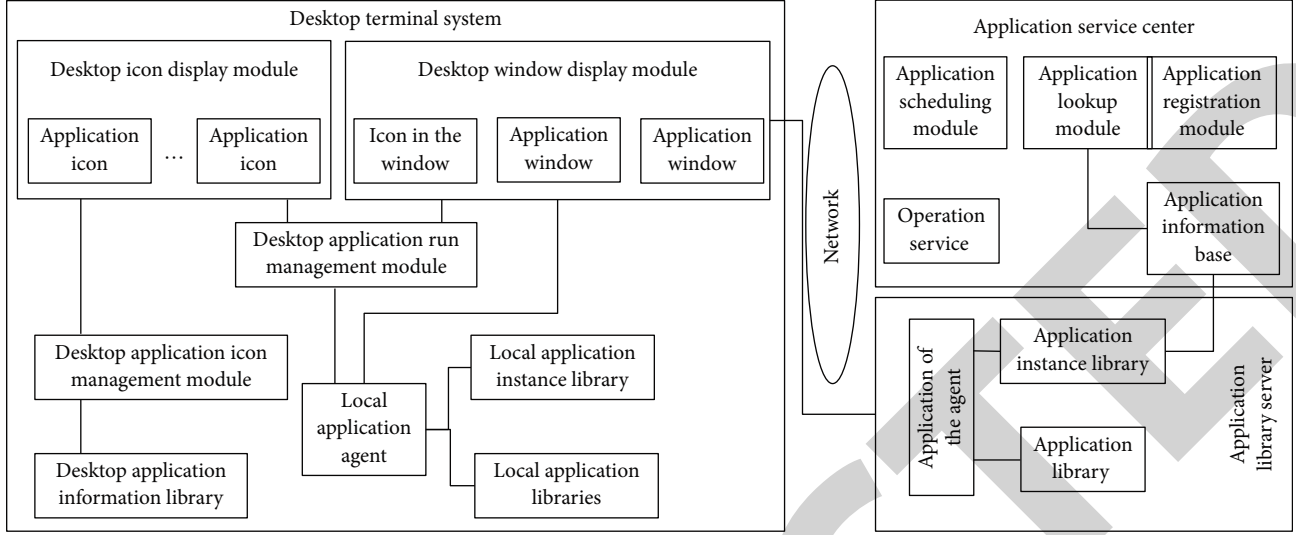 Desktop terminal system
Desktop icon display module
Application
icon
...
Application
icon
Desktop window display module
Icon in the
window
Application
window
Application
window
Desktop application run
management module
Desktop application icon
management module
Desktop application
information library
Local
application
agent
Local application
instance library
Local application
libraries
Network
Application service center
Application
scheduling
module
Application
lookup
module
Application
registration
module
Operation
service
Application
information
base
Application of
the agent
Application
instance library
Application
library
Application
library server
TED